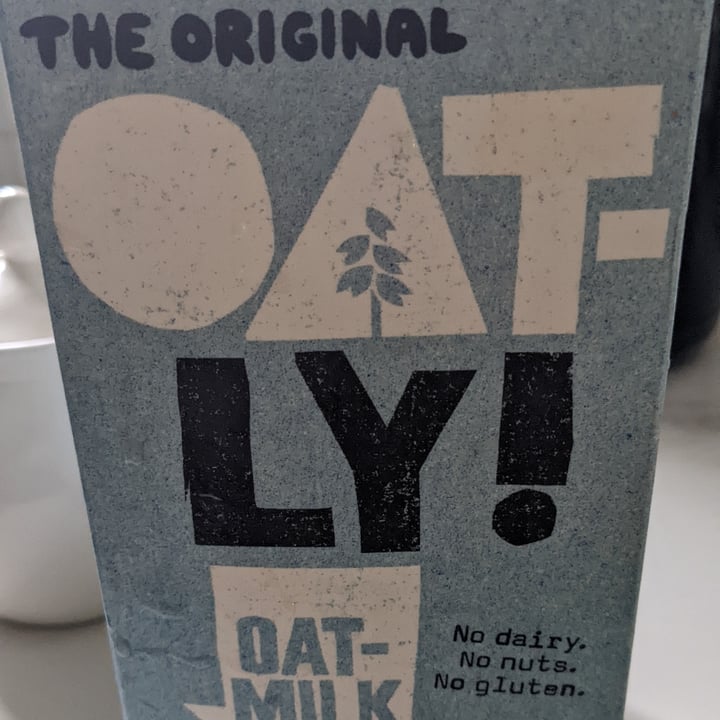 THE ORIGINAL
OAT-
LY!
OAT-
MILK
No dairy.
No nuts.
No gluten.